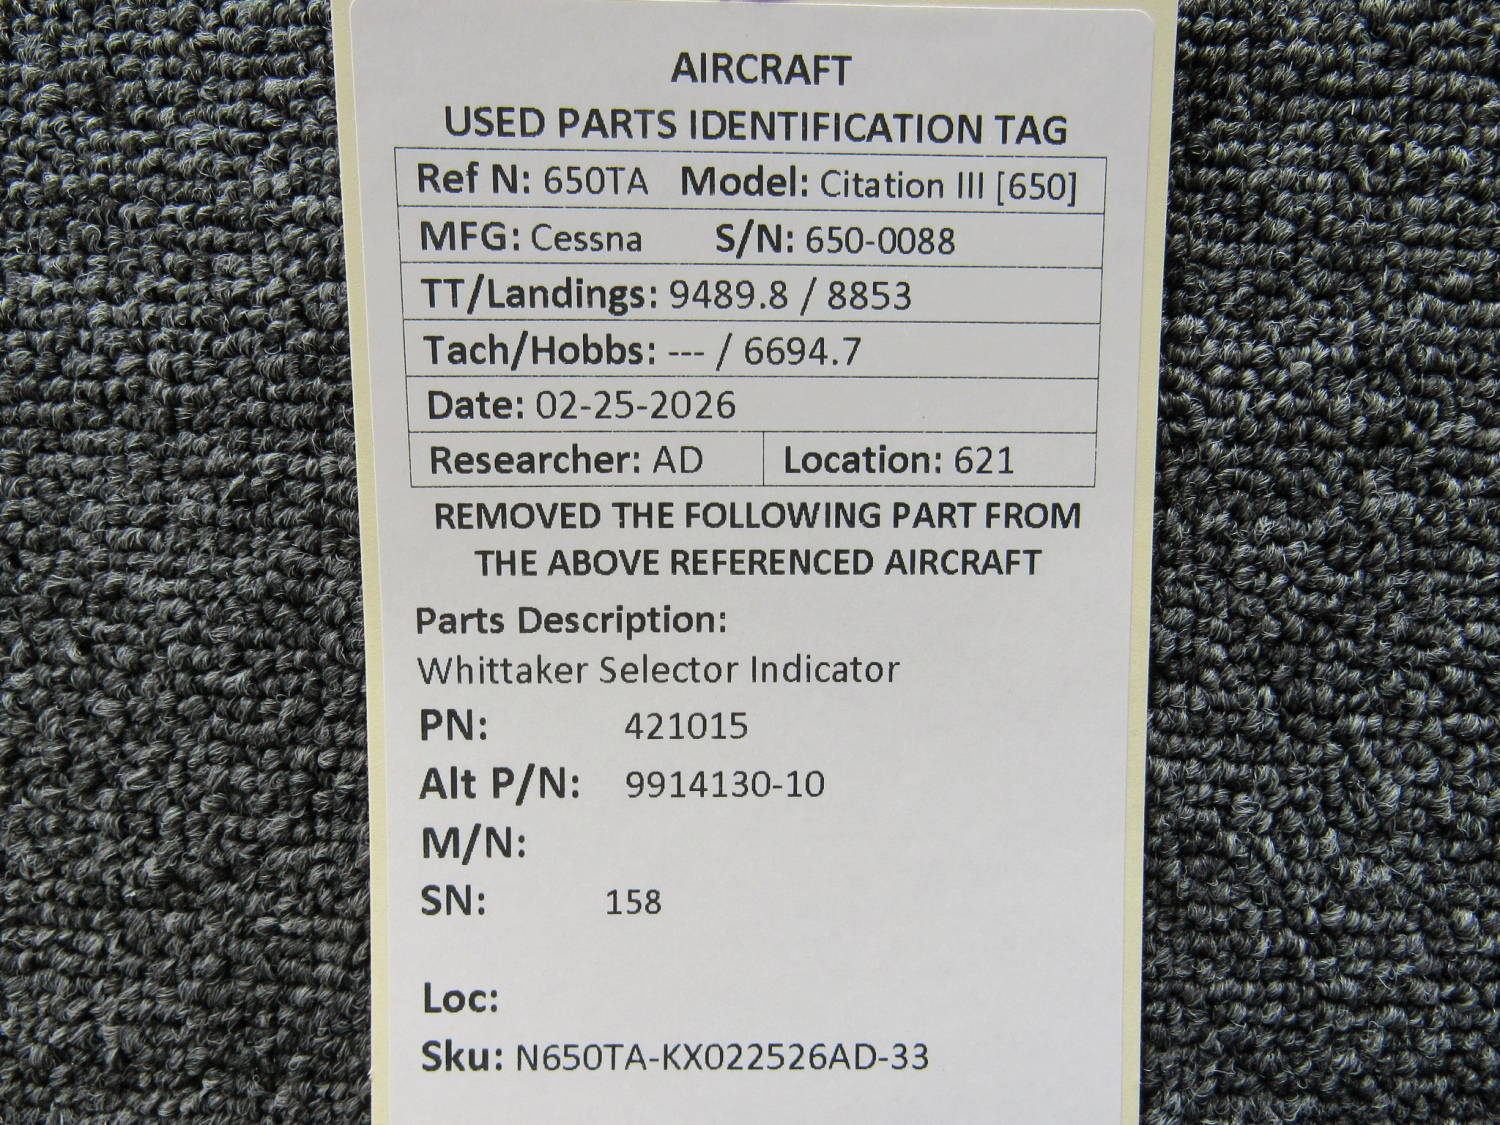 AIRCRAFT
USED PARTS IDENTIFICATION TAG
Ref N: 650TA Model: Citation III [650]
MFG: Cessna S/N: 650-0088
TT/Landings: 9489.8 / 8853
Tach/Hobbs: --- / 6694.7
Date: 02-25-2026
Researcher: AD Location: 621
REMOVED THE FOLLOWING PART FROM
THE ABOVE REFERENCED AIRCRAFT
Parts Description:
Whittaker Selector Indicator
PN: 421015
Alt P/N: 9914130-10
M/N:
SN: 158
Loc:
Sku: N650TA-KX022526AD-33